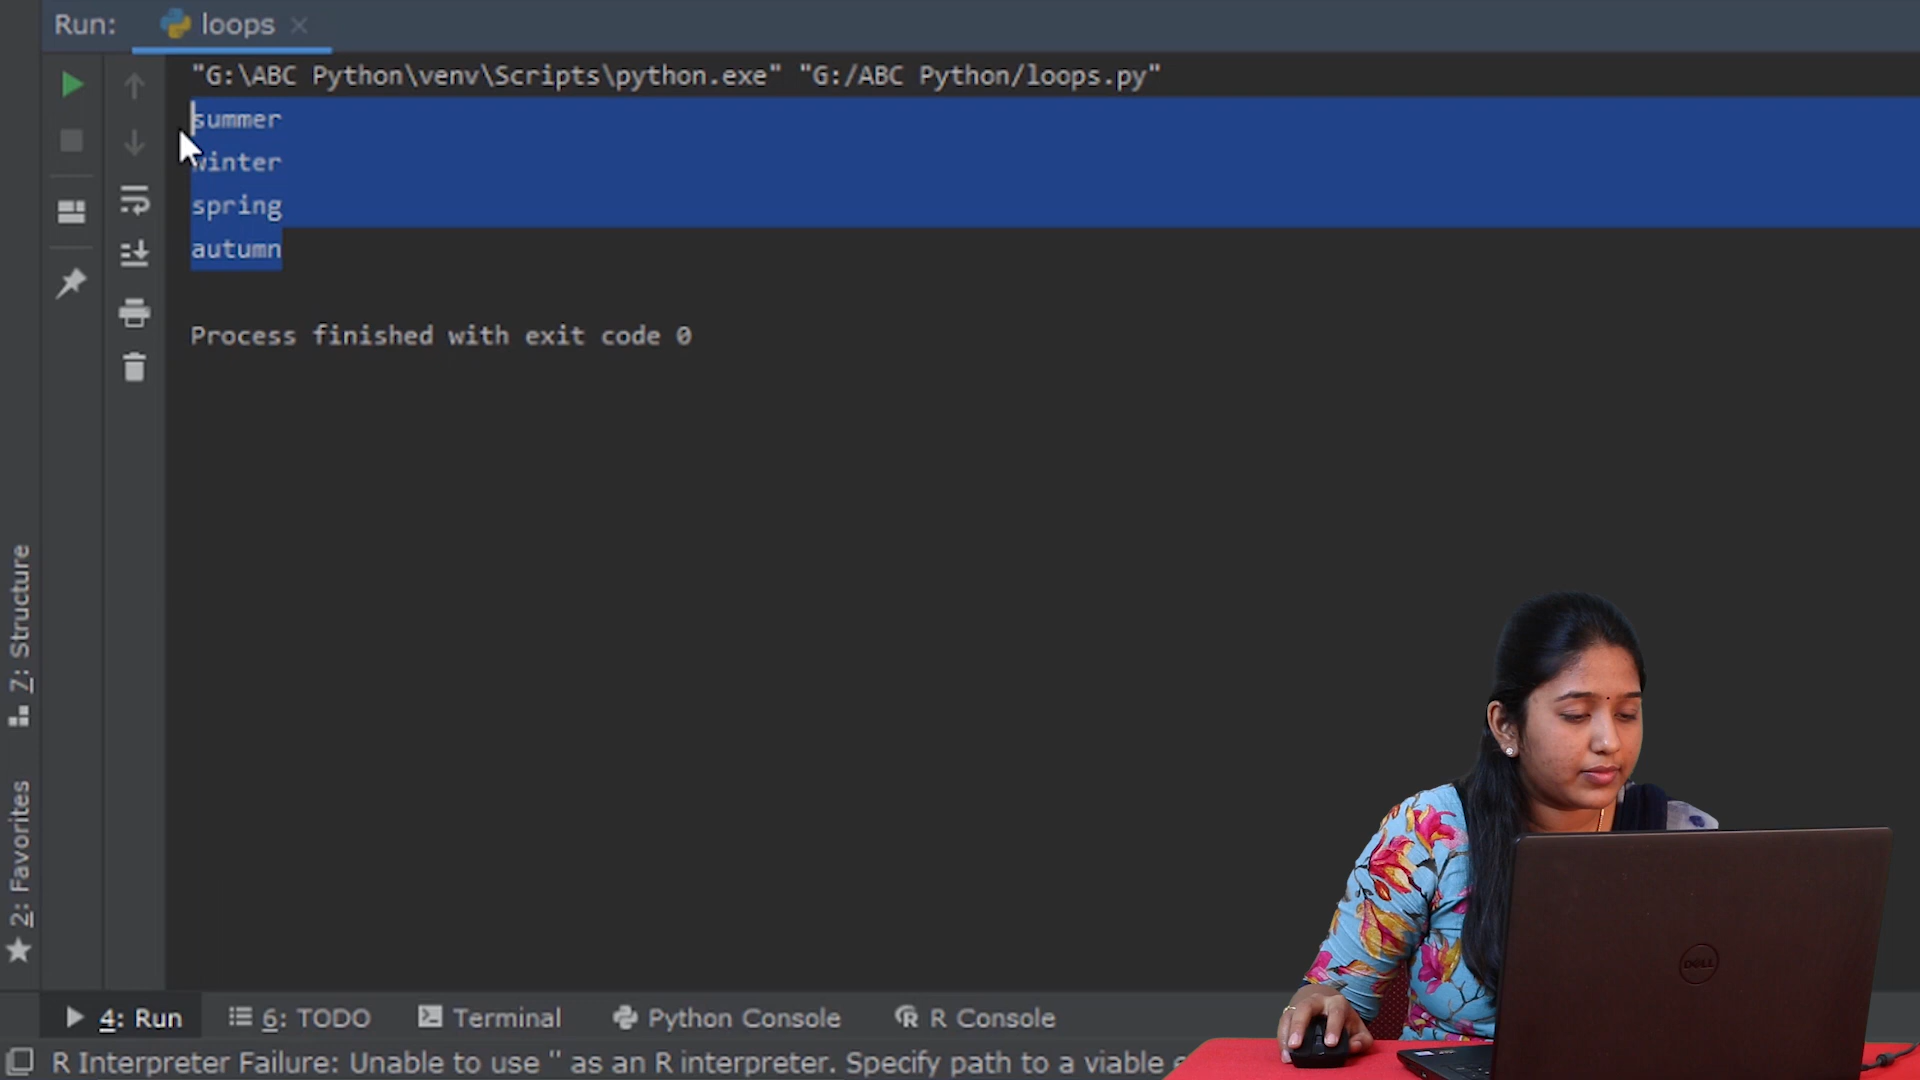 Run: loops
"G:\ABC Python\venv\Scripts\python.exe" "G:/ABC Python/loops.py"
summer
winter
spring
autumn
Process finished with exit code 0
7: Structure
2: Favorites
4: Run 6: TODO Terminal Python Console R Console
R Interpreter Failure: Unable to use '' as an R interpreter. Specify path to a viable
DELL